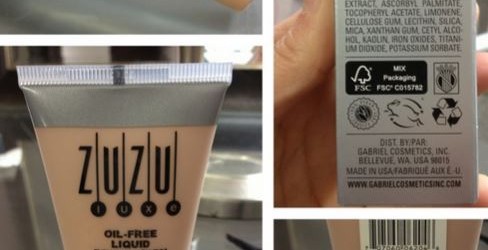 ZUZU
luxe
OIL-FREE
LIQUID
EXTRACT, ASCORBYL PALMITATE,
TOCOPHERYL ACETATE, LIMONENE,
CELLULOSE GUM, LECITHIN, SILICA,
MICA, XANTHAN GUM, CETYL ALCO-
HOL, KAOLIN, IRON OXIDES, TITANI-
UM DIOXIDE, POTASSIUM SORBATE.
FSC
MIX
Packaging
FSC® C015782
DIST. BY/PAR:
GABRIEL COSMETICS, INC.
BELLEVUE, WA. USA 98015
MADE IN USA/FABRIQUÉ AUX É.-U.
WWW.GABRIELCOSMETICSINC.COM